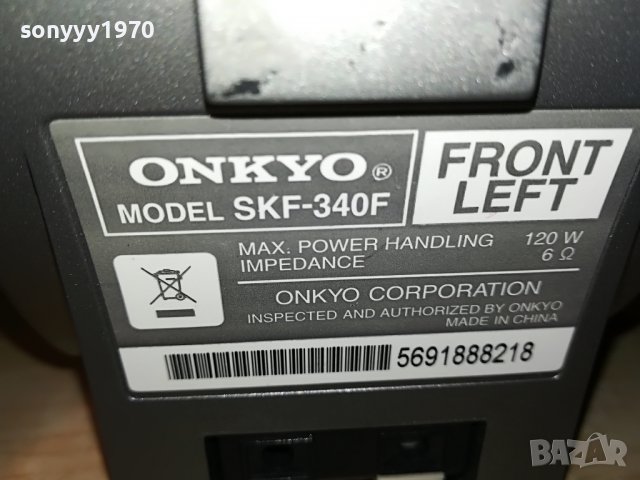 sonyyy1970
ONKYO®
MODEL SKF-340F
FRONT
LEFT
MAX. POWER HANDLING 120 W
IMPEDANCE 6 Ω
ONKYO CORPORATION
INSPECTED AND AUTHORIZED BY ONKYO
MADE IN CHINA
5691888218
BAZAR